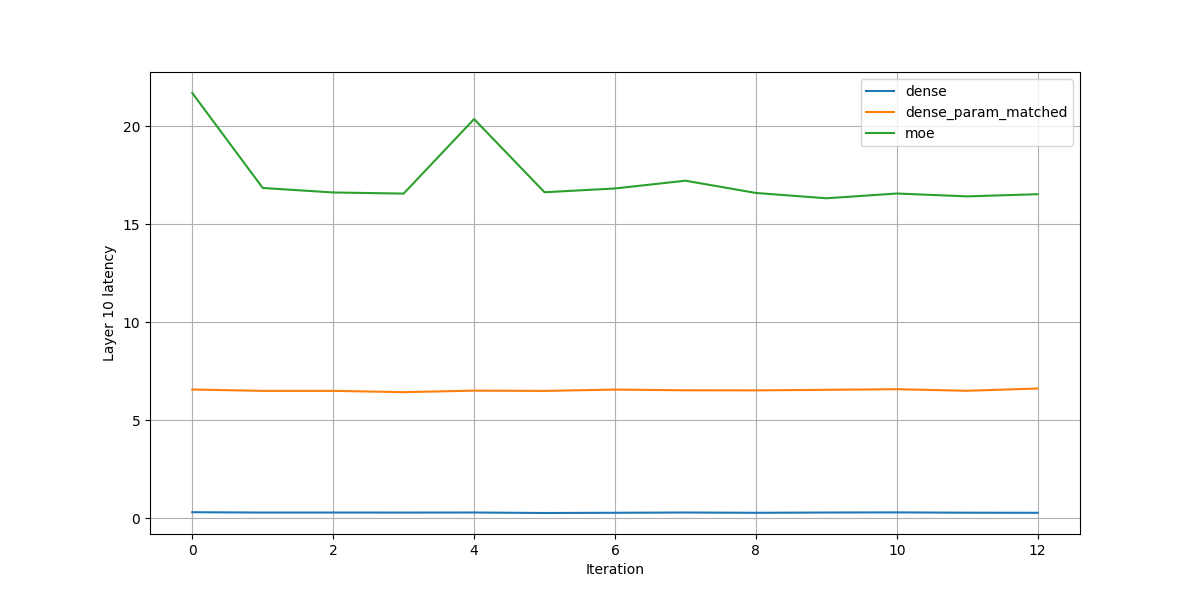 dense
dense_param_matched
moe
20
15
10
5
0
Layer 10 latency
0 2 4 6 8 10 12
Iteration